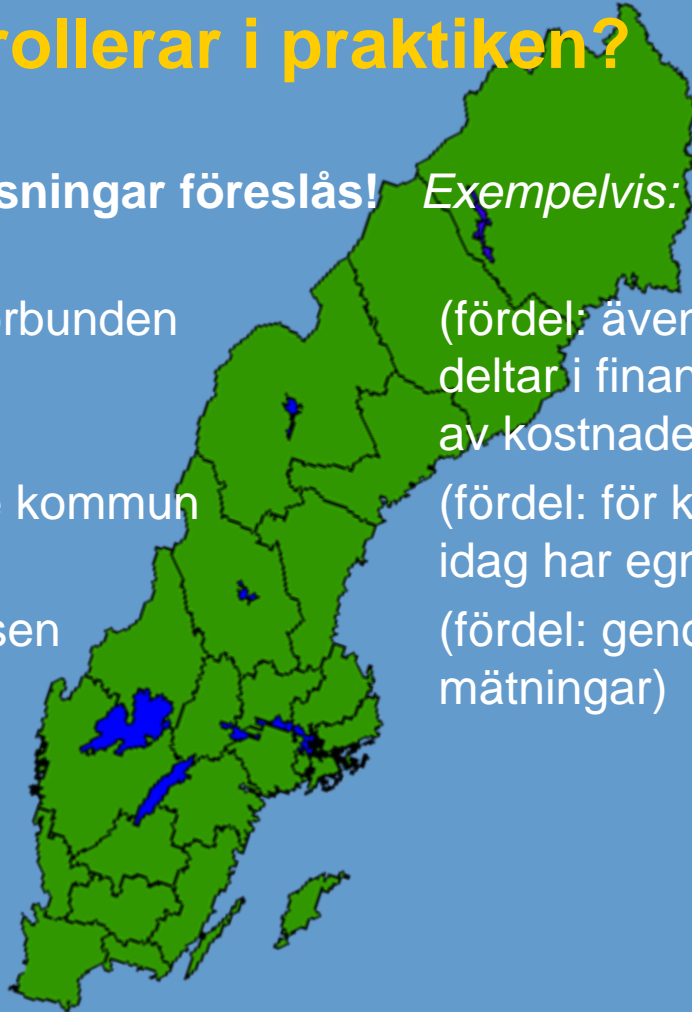 rollerar i praktiken?
sningar föreslås! Exempelvis:
rbunden (fördel: även
deltar i finan
av kostnade
kommun (fördel: för k
idag har egn
sen (fördel: geno
mätningar)